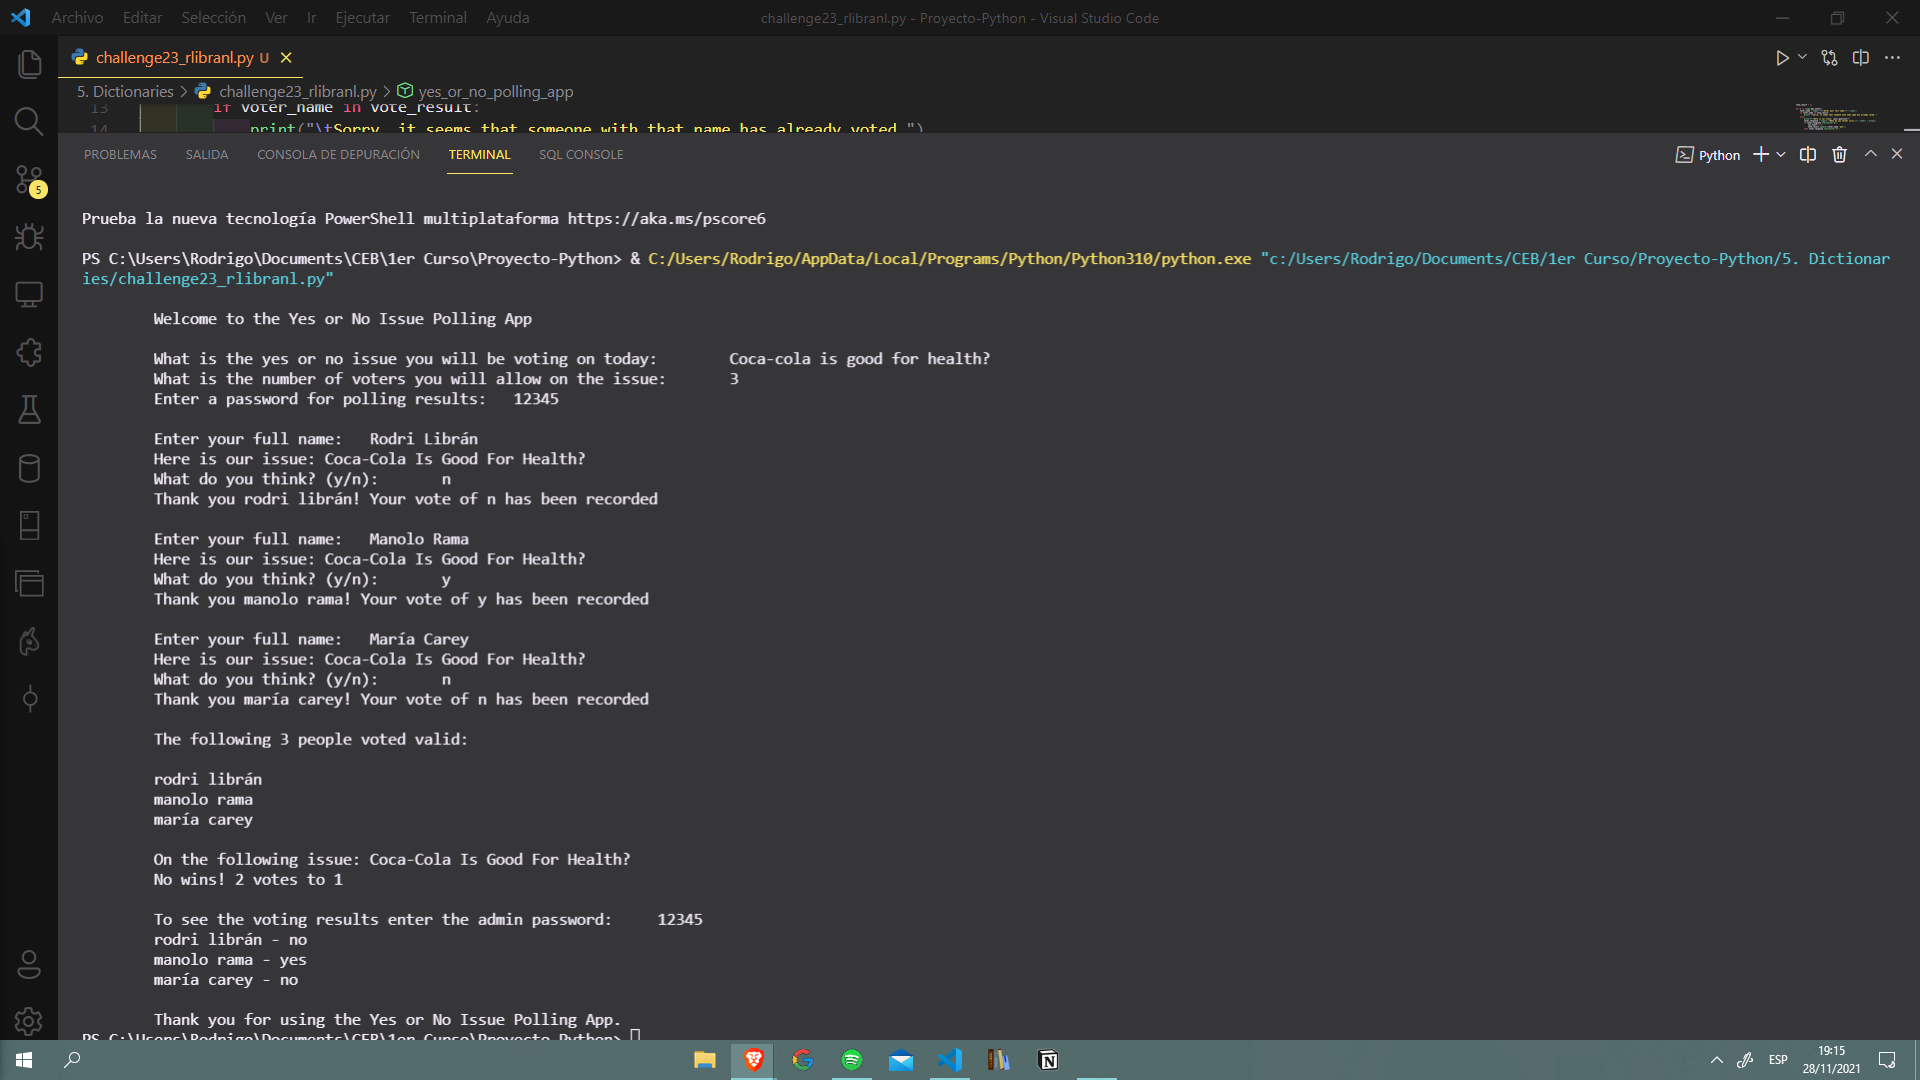 Archivo Editar Selección Ver Ir Ejecutar Terminal Ayuda
challenge23_rlibranl.py - Proyecto-Python - Visual Studio Code
challenge23_rlibranl.py U
5. Dictionaries > challenge23_rlibranl.py > yes_or_no_polling_app
13 if voter_name in vote_result:
14 print("\tSorry, it seems that someone with that name has already voted.")
PROBLEMAS SALIDA CONSOLA DE DEPURACIÓN TERMINAL SQL CONSOLE
Python
5
Prueba la nueva tecnología PowerShell multiplataforma https://aka.ms/pscore6
PS C:\Users\Rodrigo\Documents\CEB\1er Curso\Proyecto-Python> & C:/Users/Rodrigo/AppData/Local/Programs/Python/Python310/python.exe "c:/Users/Rodrigo/Documents/CEB/1er Curso/Proyecto-Python/5. Dictionar
ies/challenge23_rlibranl.py"
Welcome to the Yes or No Issue Polling App
What is the yes or no issue you will be voting on today: Coca-cola is good for health?
What is the number of voters you will allow on the issue: 3
Enter a password for polling results: 12345
Enter your full name: Rodri Librán
Here is our issue: Coca-Cola Is Good For Health?
What do you think? (y/n): n
Thank you rodri librán! Your vote of n has been recorded
Enter your full name: Manolo Rama
Here is our issue: Coca-Cola Is Good For Health?
What do you think? (y/n): y
Thank you manolo rama! Your vote of y has been recorded
Enter your full name: María Carey
Here is our issue: Coca-Cola Is Good For Health?
What do you think? (y/n): n
Thank you maría carey! Your vote of n has been recorded
The following 3 people voted valid:
rodri librán
manolo rama
maría carey
On the following issue: Coca-Cola Is Good For Health?
No wins! 2 votes to 1
To see the voting results enter the admin password: 12345
rodri librán - no
manolo rama - yes
maría carey - no
Thank you for using the Yes or No Issue Polling App.
PS C:\Users\Rodrigo\Documents\CEB\1er Curso\Proyecto-Python>
ESP
19:15
28/11/2021